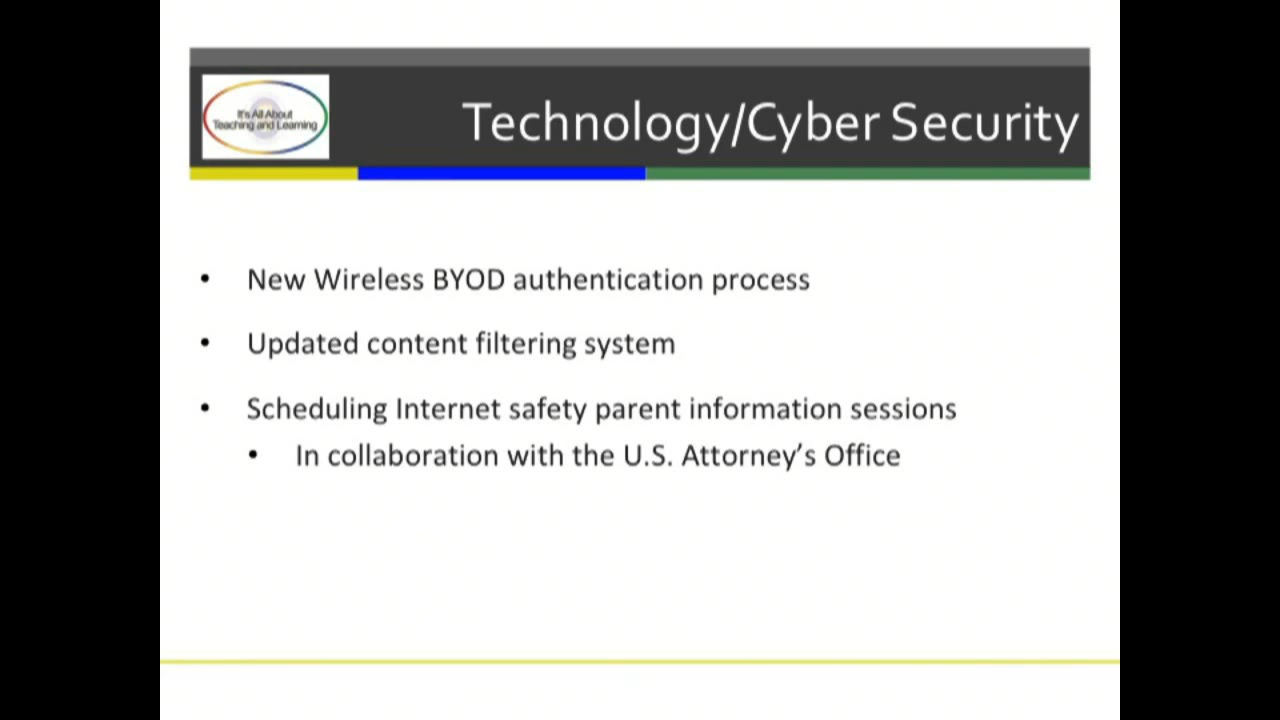 It's All About
Teaching and Learning
Technology/Cyber Security
• New Wireless BYOD authentication process
• Updated content filtering system
• Scheduling Internet safety parent information sessions
• In collaboration with the U.S. Attorney’s Office